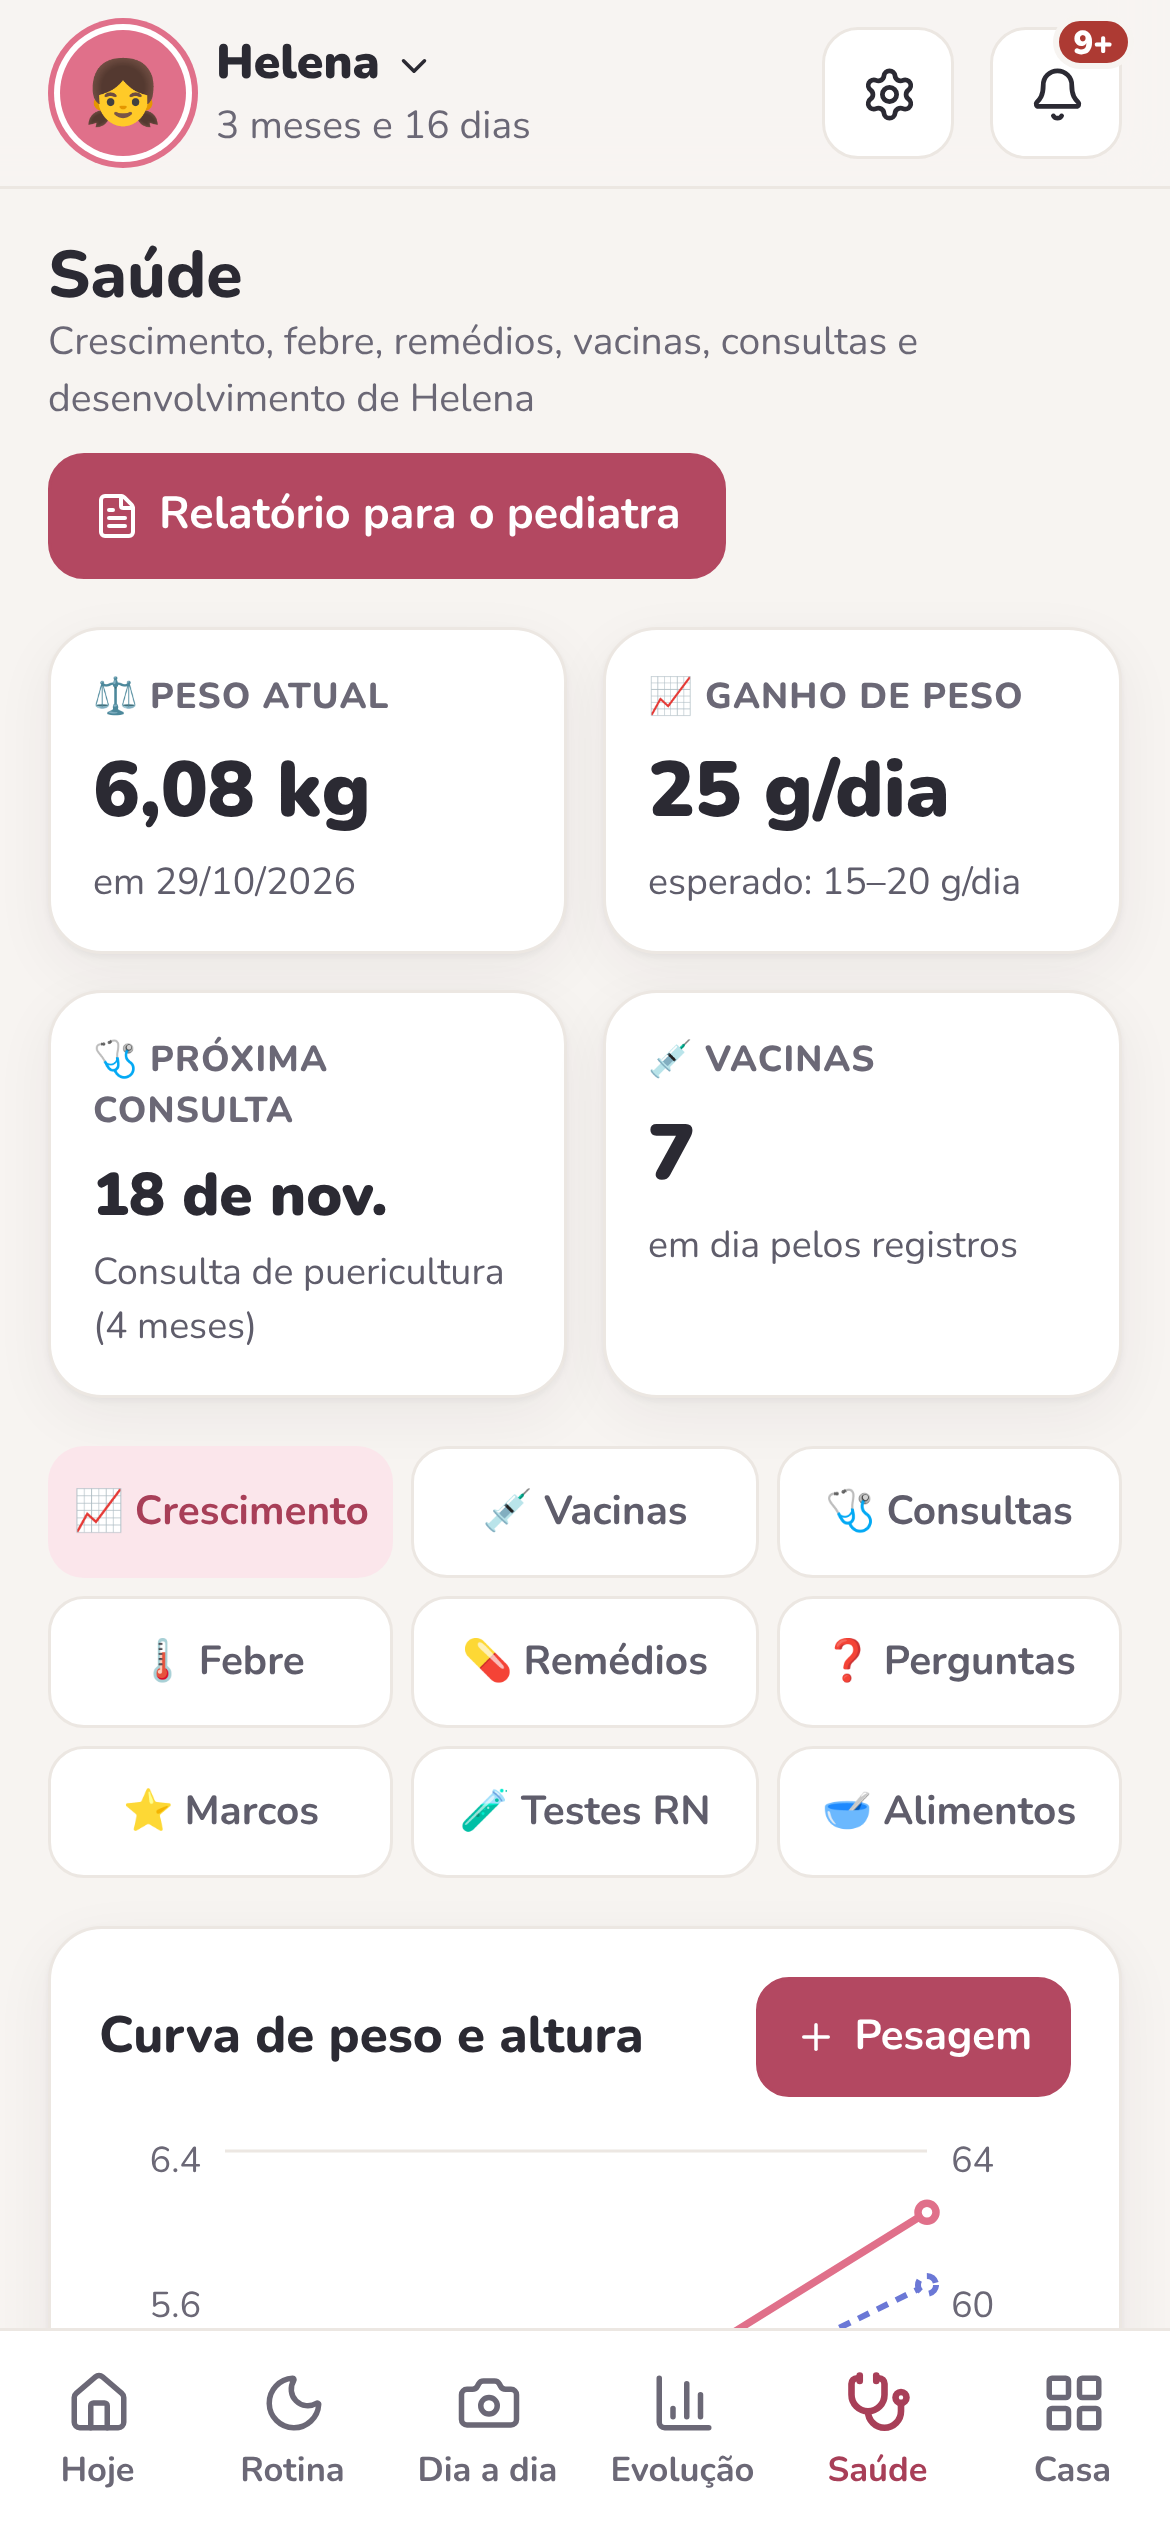 Helena
9+
3 meses e 16 dias
Saúde
Crescimento, febre, remédios, vacinas, consultas e
desenvolvimento de Helena
Relatório para o pediatra
PESO ATUAL
6,08 kg
em 29/10/2026
GANHO DE PESO
25 g/dia
esperado: 15–20 g/dia
PRÓXIMA
CONSULTA
18 de nov.
Consulta de puericultura
(4 meses)
VACINAS
7
em dia pelos registros
Crescimento
Vacinas
Consultas
Febre
Remédios
Perguntas
Marcos
Testes RN
Alimentos
Curva de peso e altura
+ Pesagem
6.4
64
5.6
60
Hoje
Rotina
Dia a dia
Evolução
Saúde
Casa